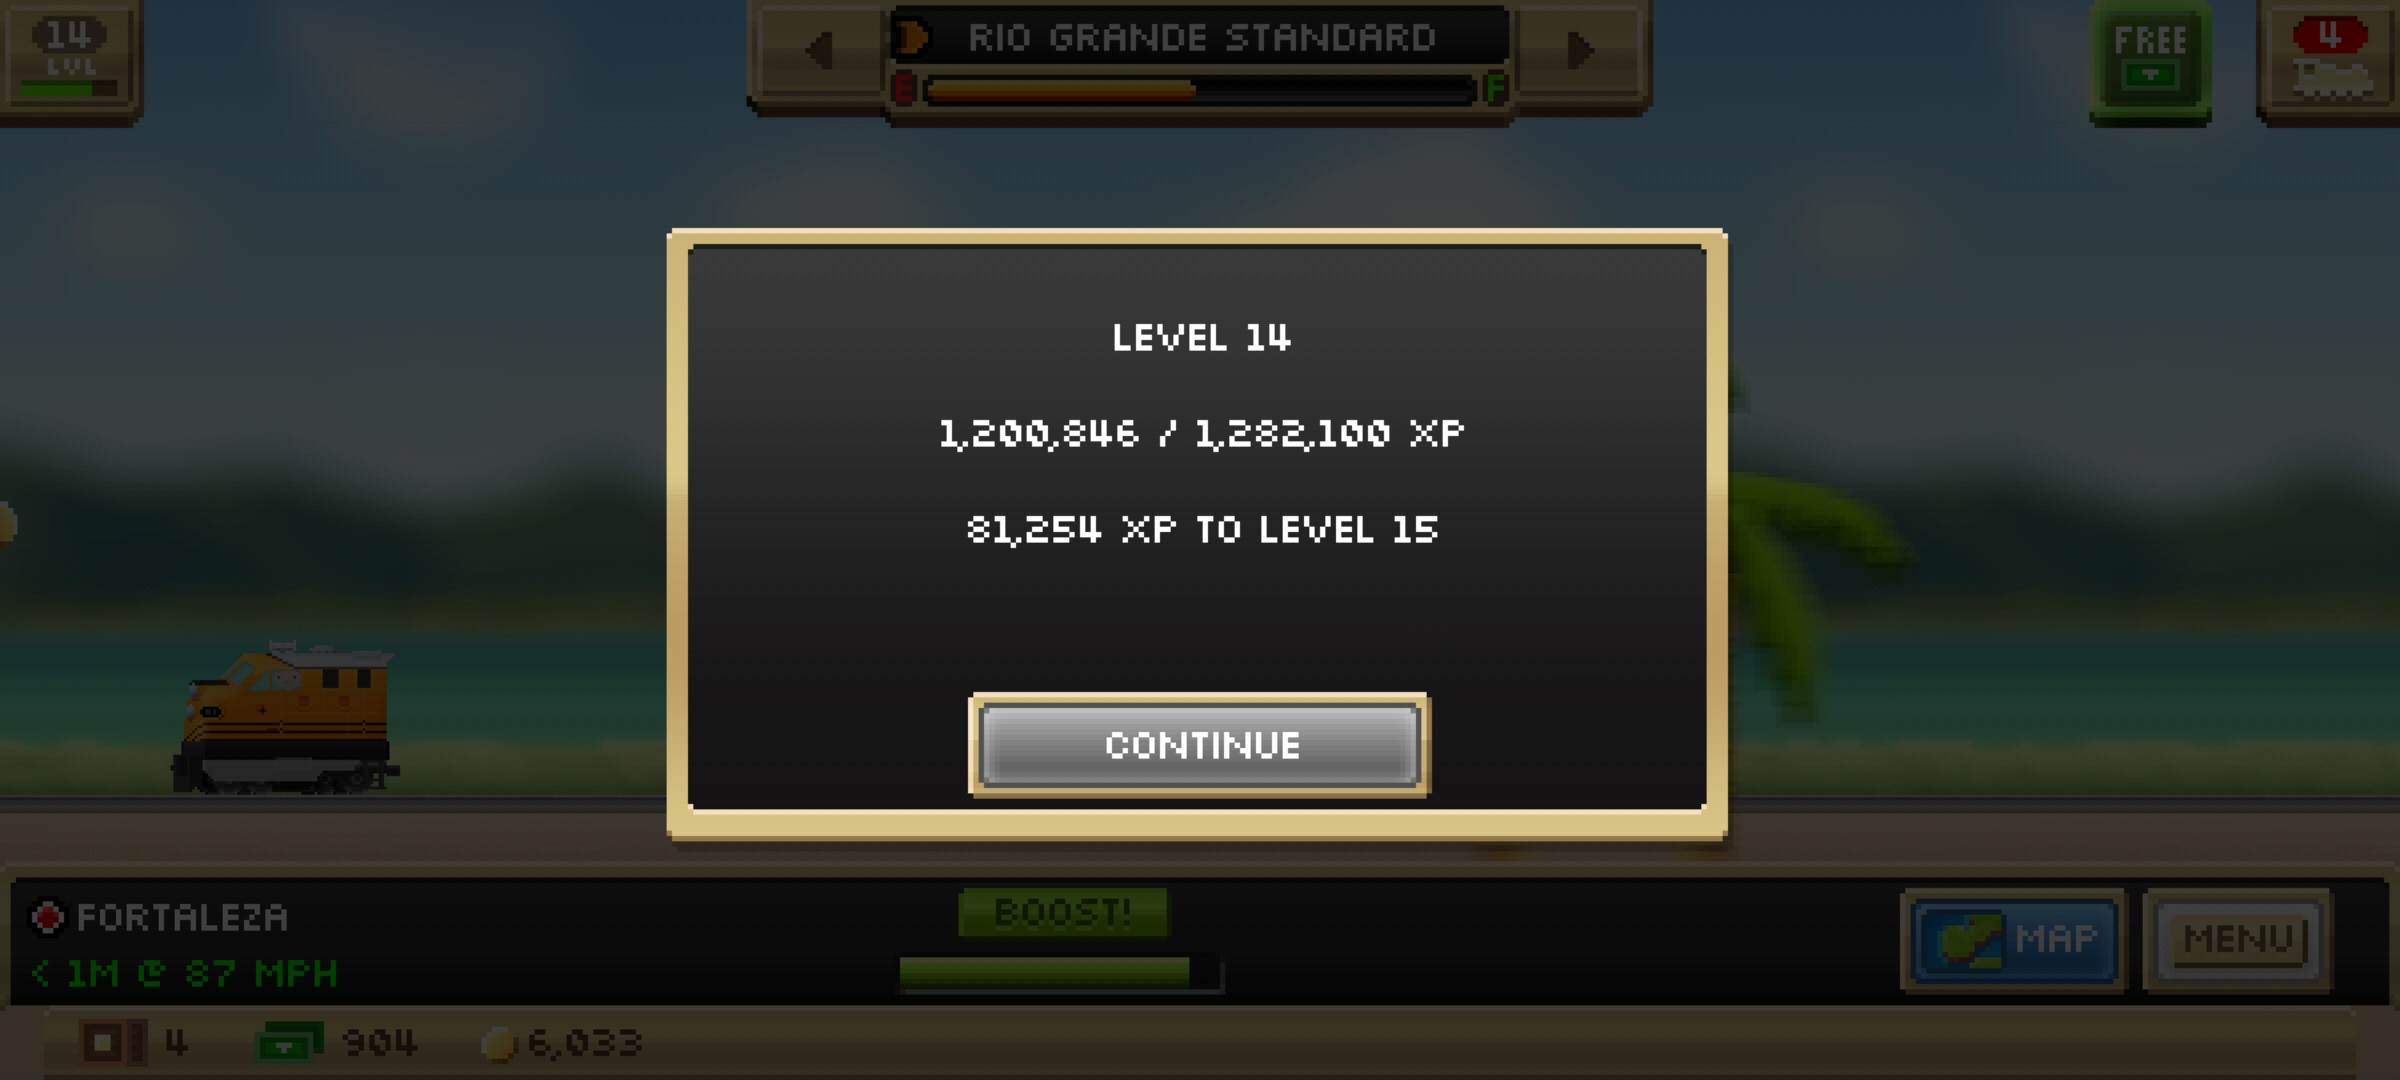 14
LVL
RIO GRANDE STANDARD
E F
FREE
4
LEVEL 14
1,200,846 / 1,282,100 XP
81,254 XP TO LEVEL 15
CONTINUE
FORTALEZA
< 1M @ 87 MPH
BOOST!
MAP
MENU
4 904 6,033